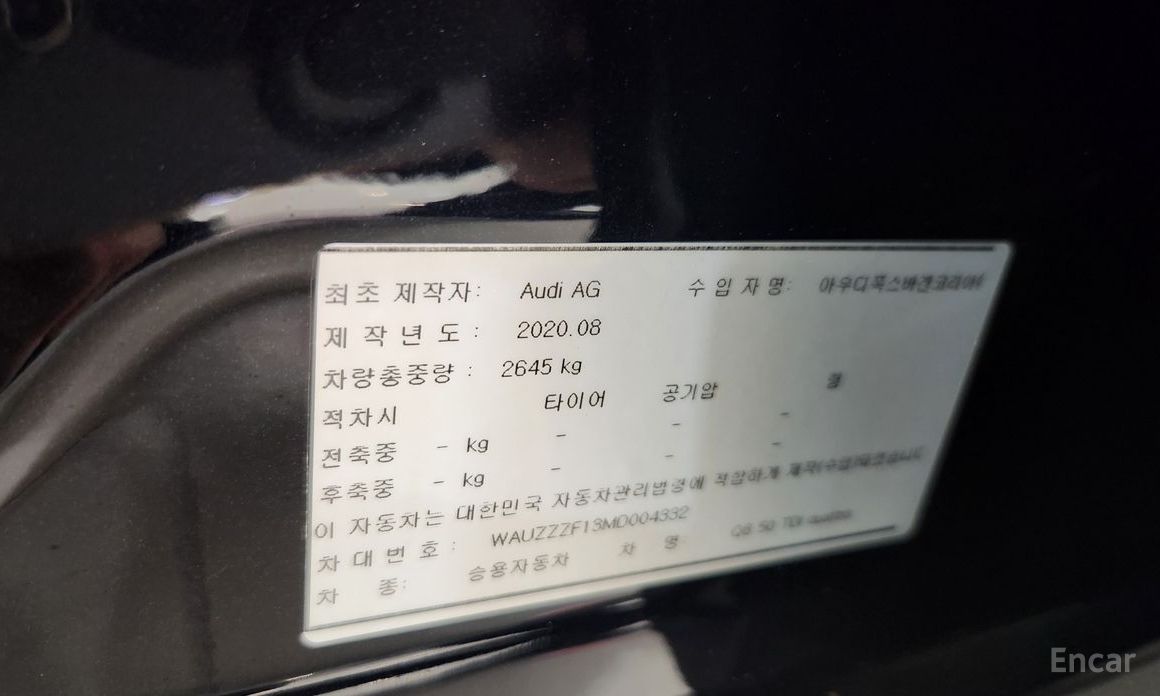 최초 제작자: Audi AG 수 입 자 명: 아우디폭스바겐코리아
제 작 년 도 : 2020.08
차량총중량 : 2645 kg
적차시 타이어 공기압
전축중 - kg - - -
후축중 - kg - - -
이 자동차는 대한민국 자동차관리법령에 적합하게 제작(수입)되었습니다
차 대 번 호 : WAUZZZF13MD004332
차 종: 승용자동차 차 명: Q8 50 TDI quattro
Encar